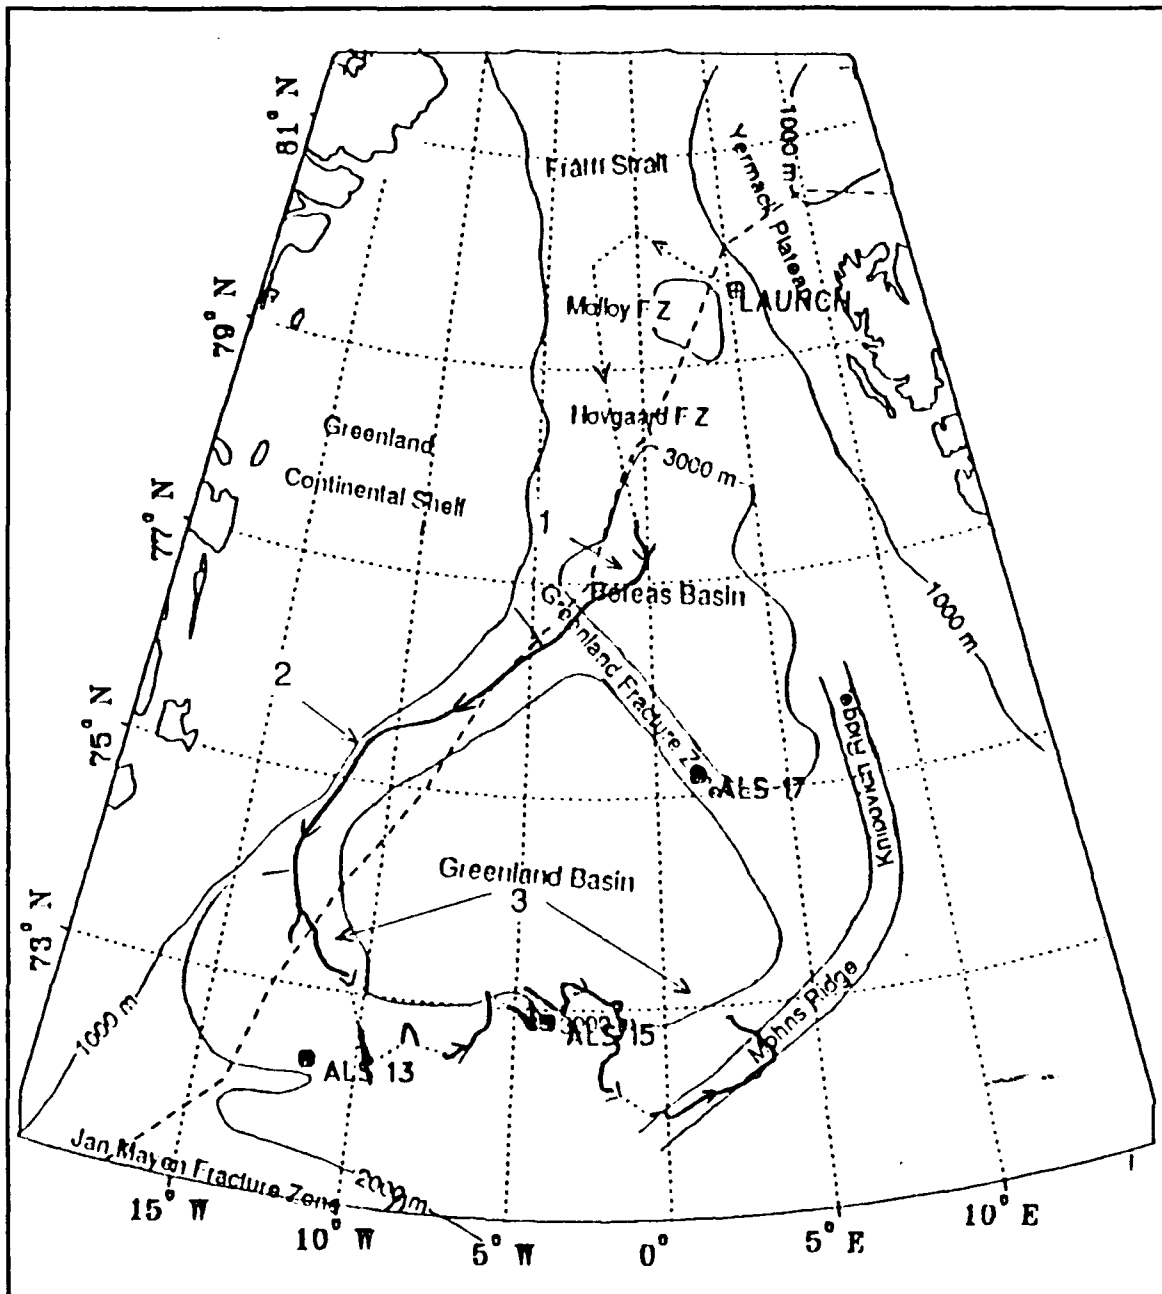 81° N
Fram Strait
1000 m
Yermack Plateau
79° N
Molloy F Z
LAUNCH
Hovgaard F Z
Greenland
Continental Shelf
3000 m
77° N
1
Boreas Basin
Greenland Fracture Zone
1000 m
2
75° N
ALS 17
Knipovich Ridge
Greenland Basin
3
73° N
1000 m
Mohns Ridge
3000 m
ALS 15
ALS 13
Jan Mayen Fracture Zone
2000 m
15° W
10° W
5° W
0°
5° E
10° E